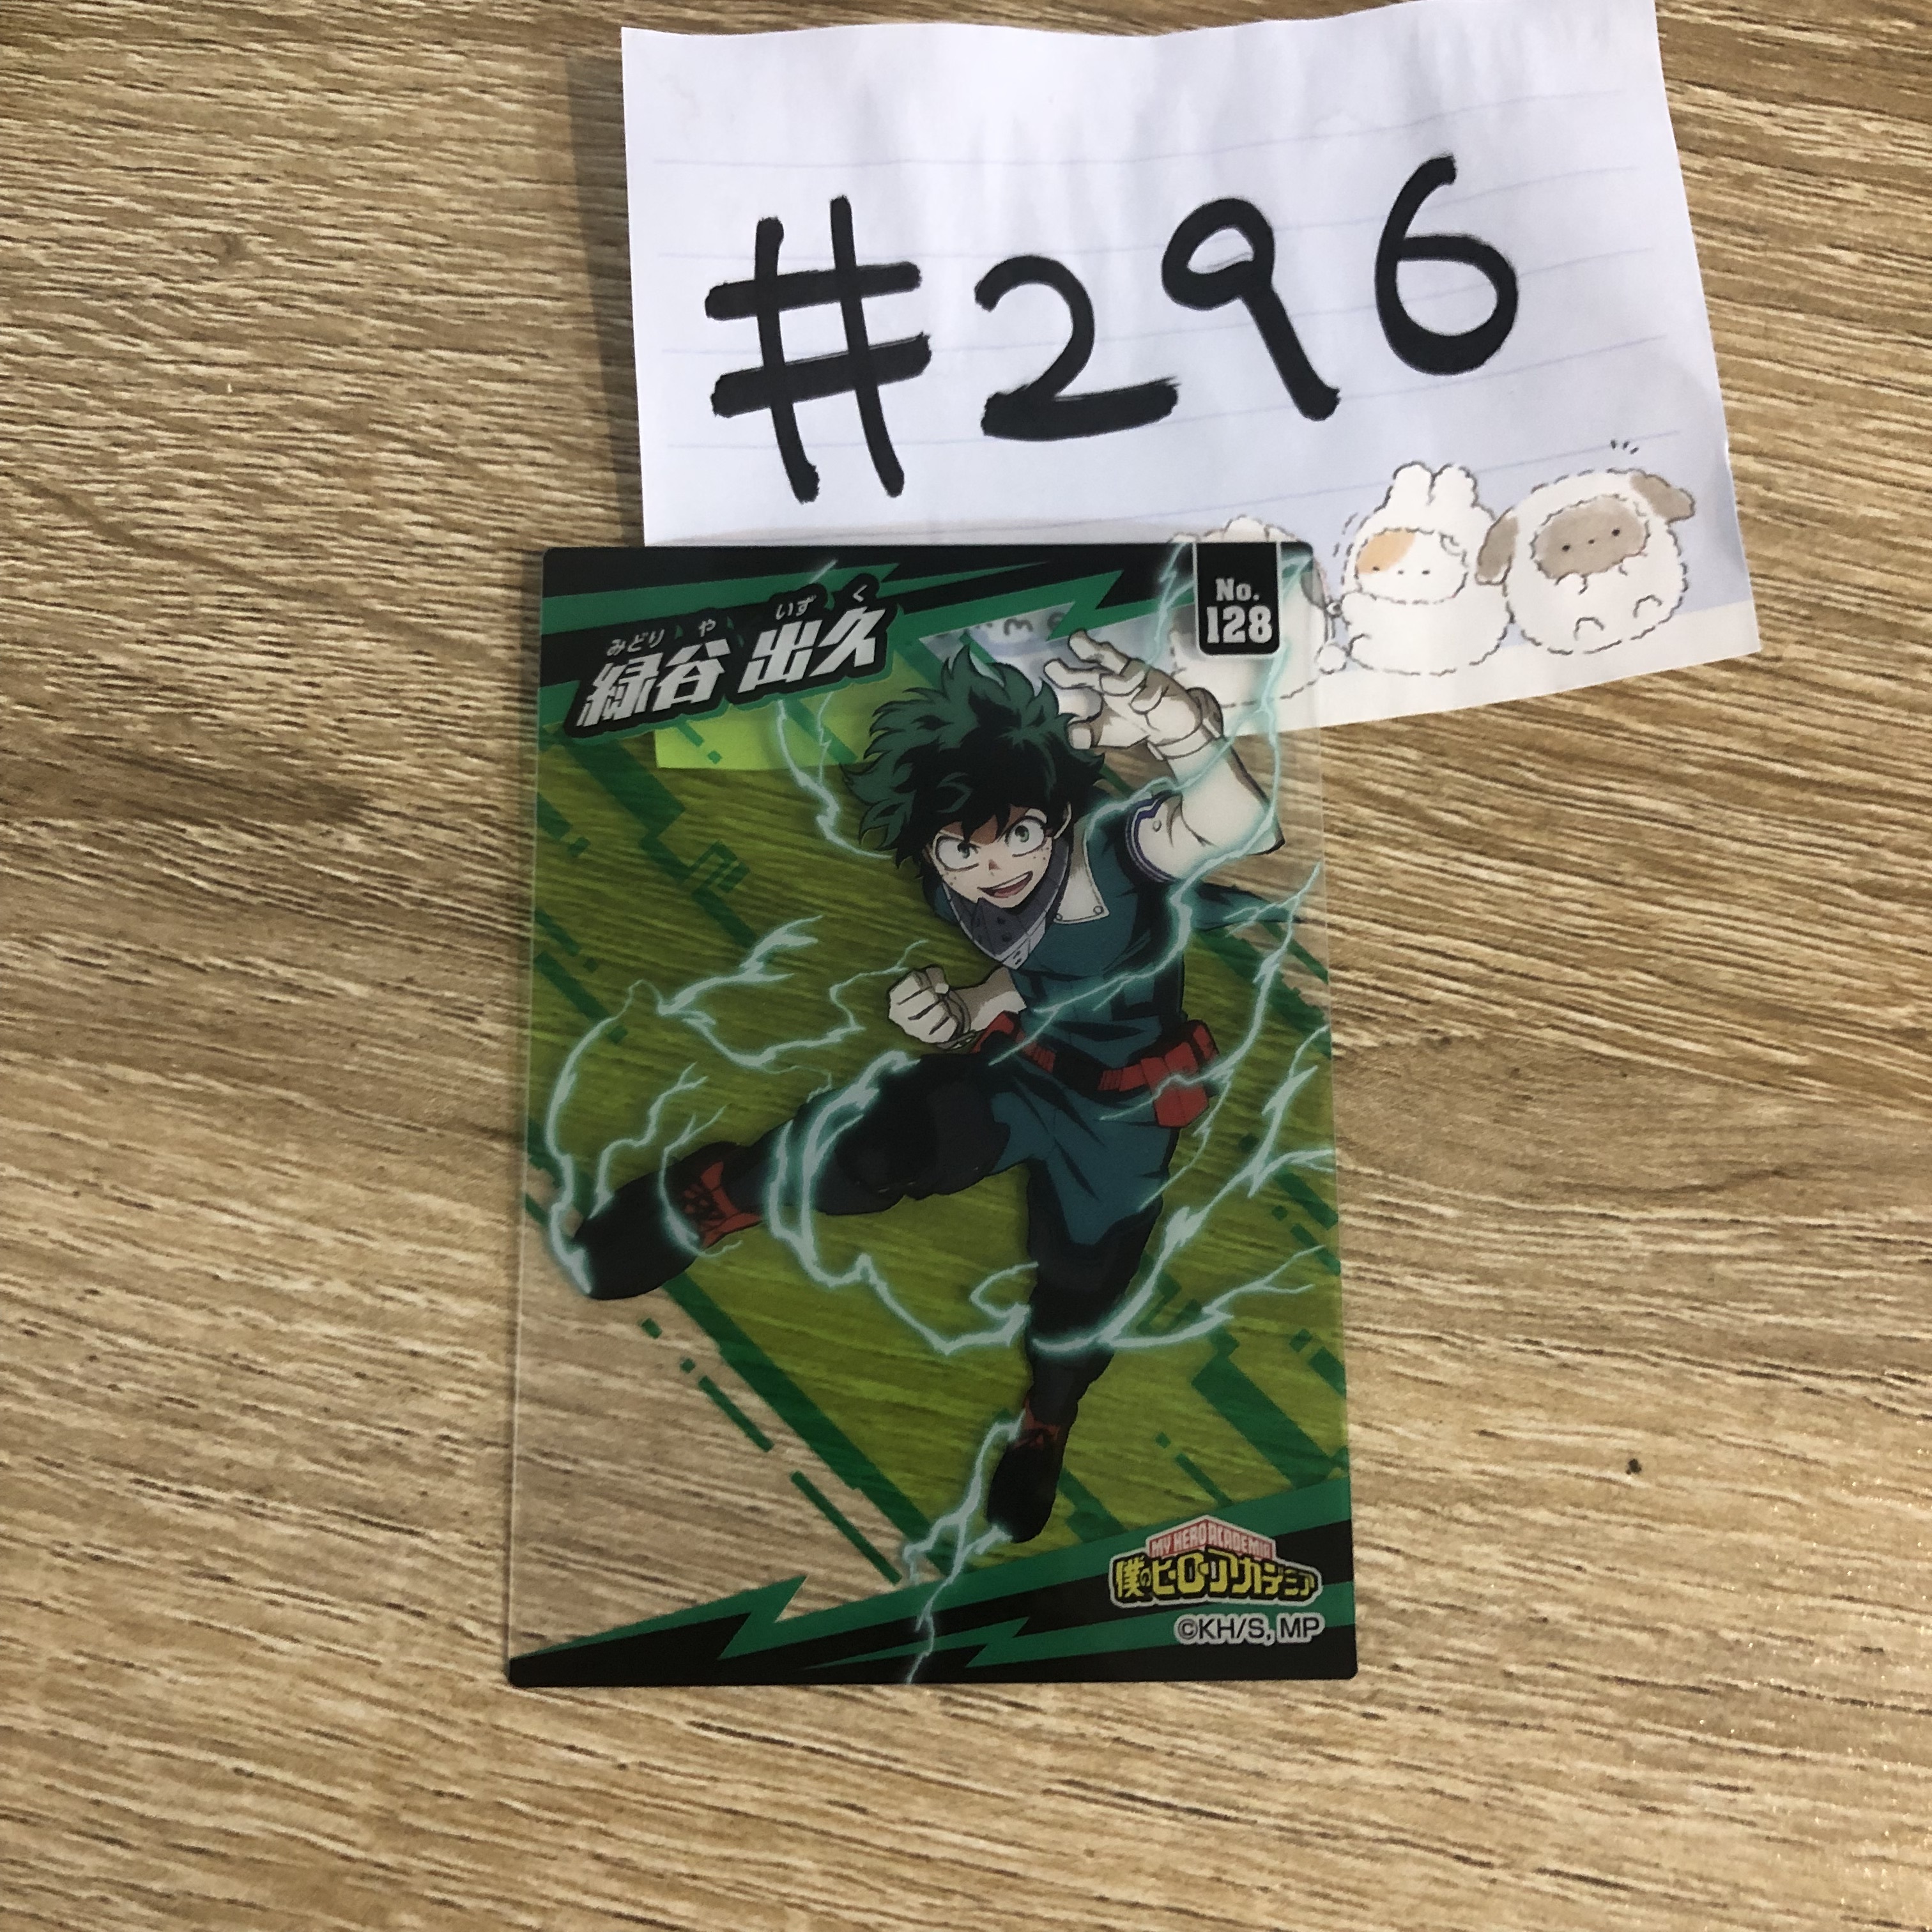 #296
No.
128
みどり や いず く
緑谷 出久
MY HERO ACADEMIA
僕のヒーローアカデミア
©KH/S, MP